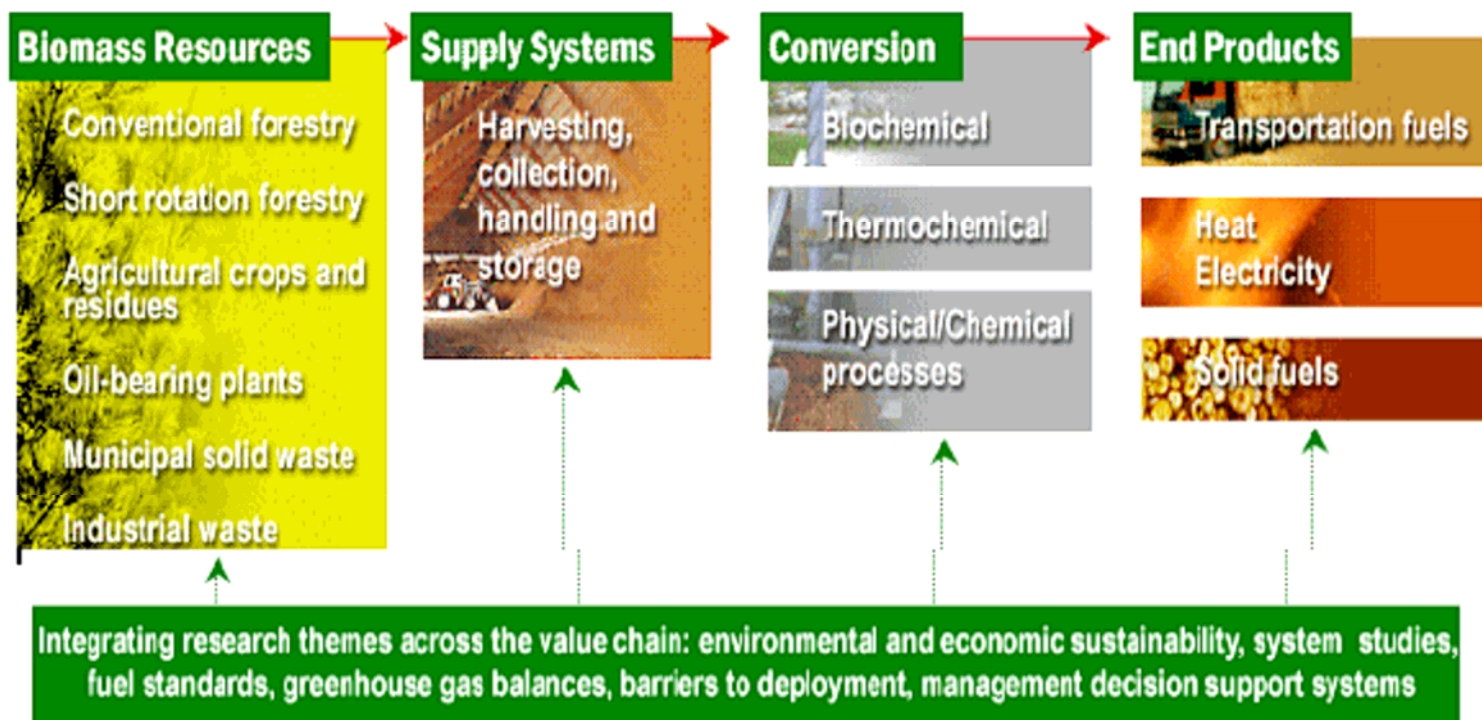 Biomass Resources
Conventional forestry
Short rotation forestry
Agricultural crops and
residues
Oil-bearing plants
Municipal solid waste
Industrial waste
Supply Systems
Harvesting,
collection,
handling and
storage
Conversion
Biochemical
Thermochemical
Physical/Chemical
processes
End Products
Transportation fuels
Heat
Electricity
Solid fuels
Integrating research themes across the value chain: environmental and economic sustainability, system studies,
fuel standards, greenhouse gas balances, barriers to deployment, management decision support systems